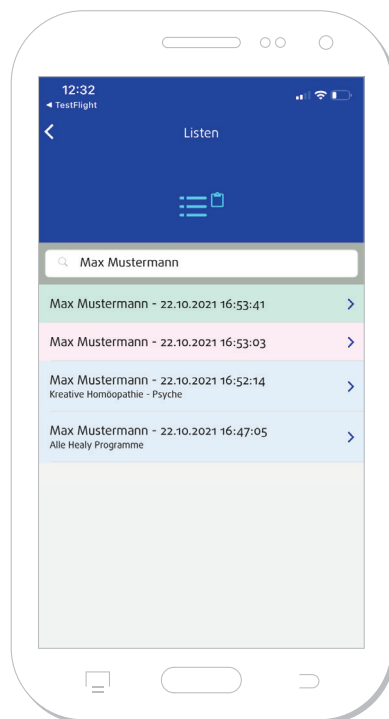 12:32
◄ TestFlight
Listen
Max Mustermann
Max Mustermann - 22.10.2021 16:53:41
Max Mustermann - 22.10.2021 16:53:03
Max Mustermann - 22.10.2021 16:52:14
Kreative Homöopathie - Psyche
Max Mustermann - 22.10.2021 16:47:05
Alle Healy Programme